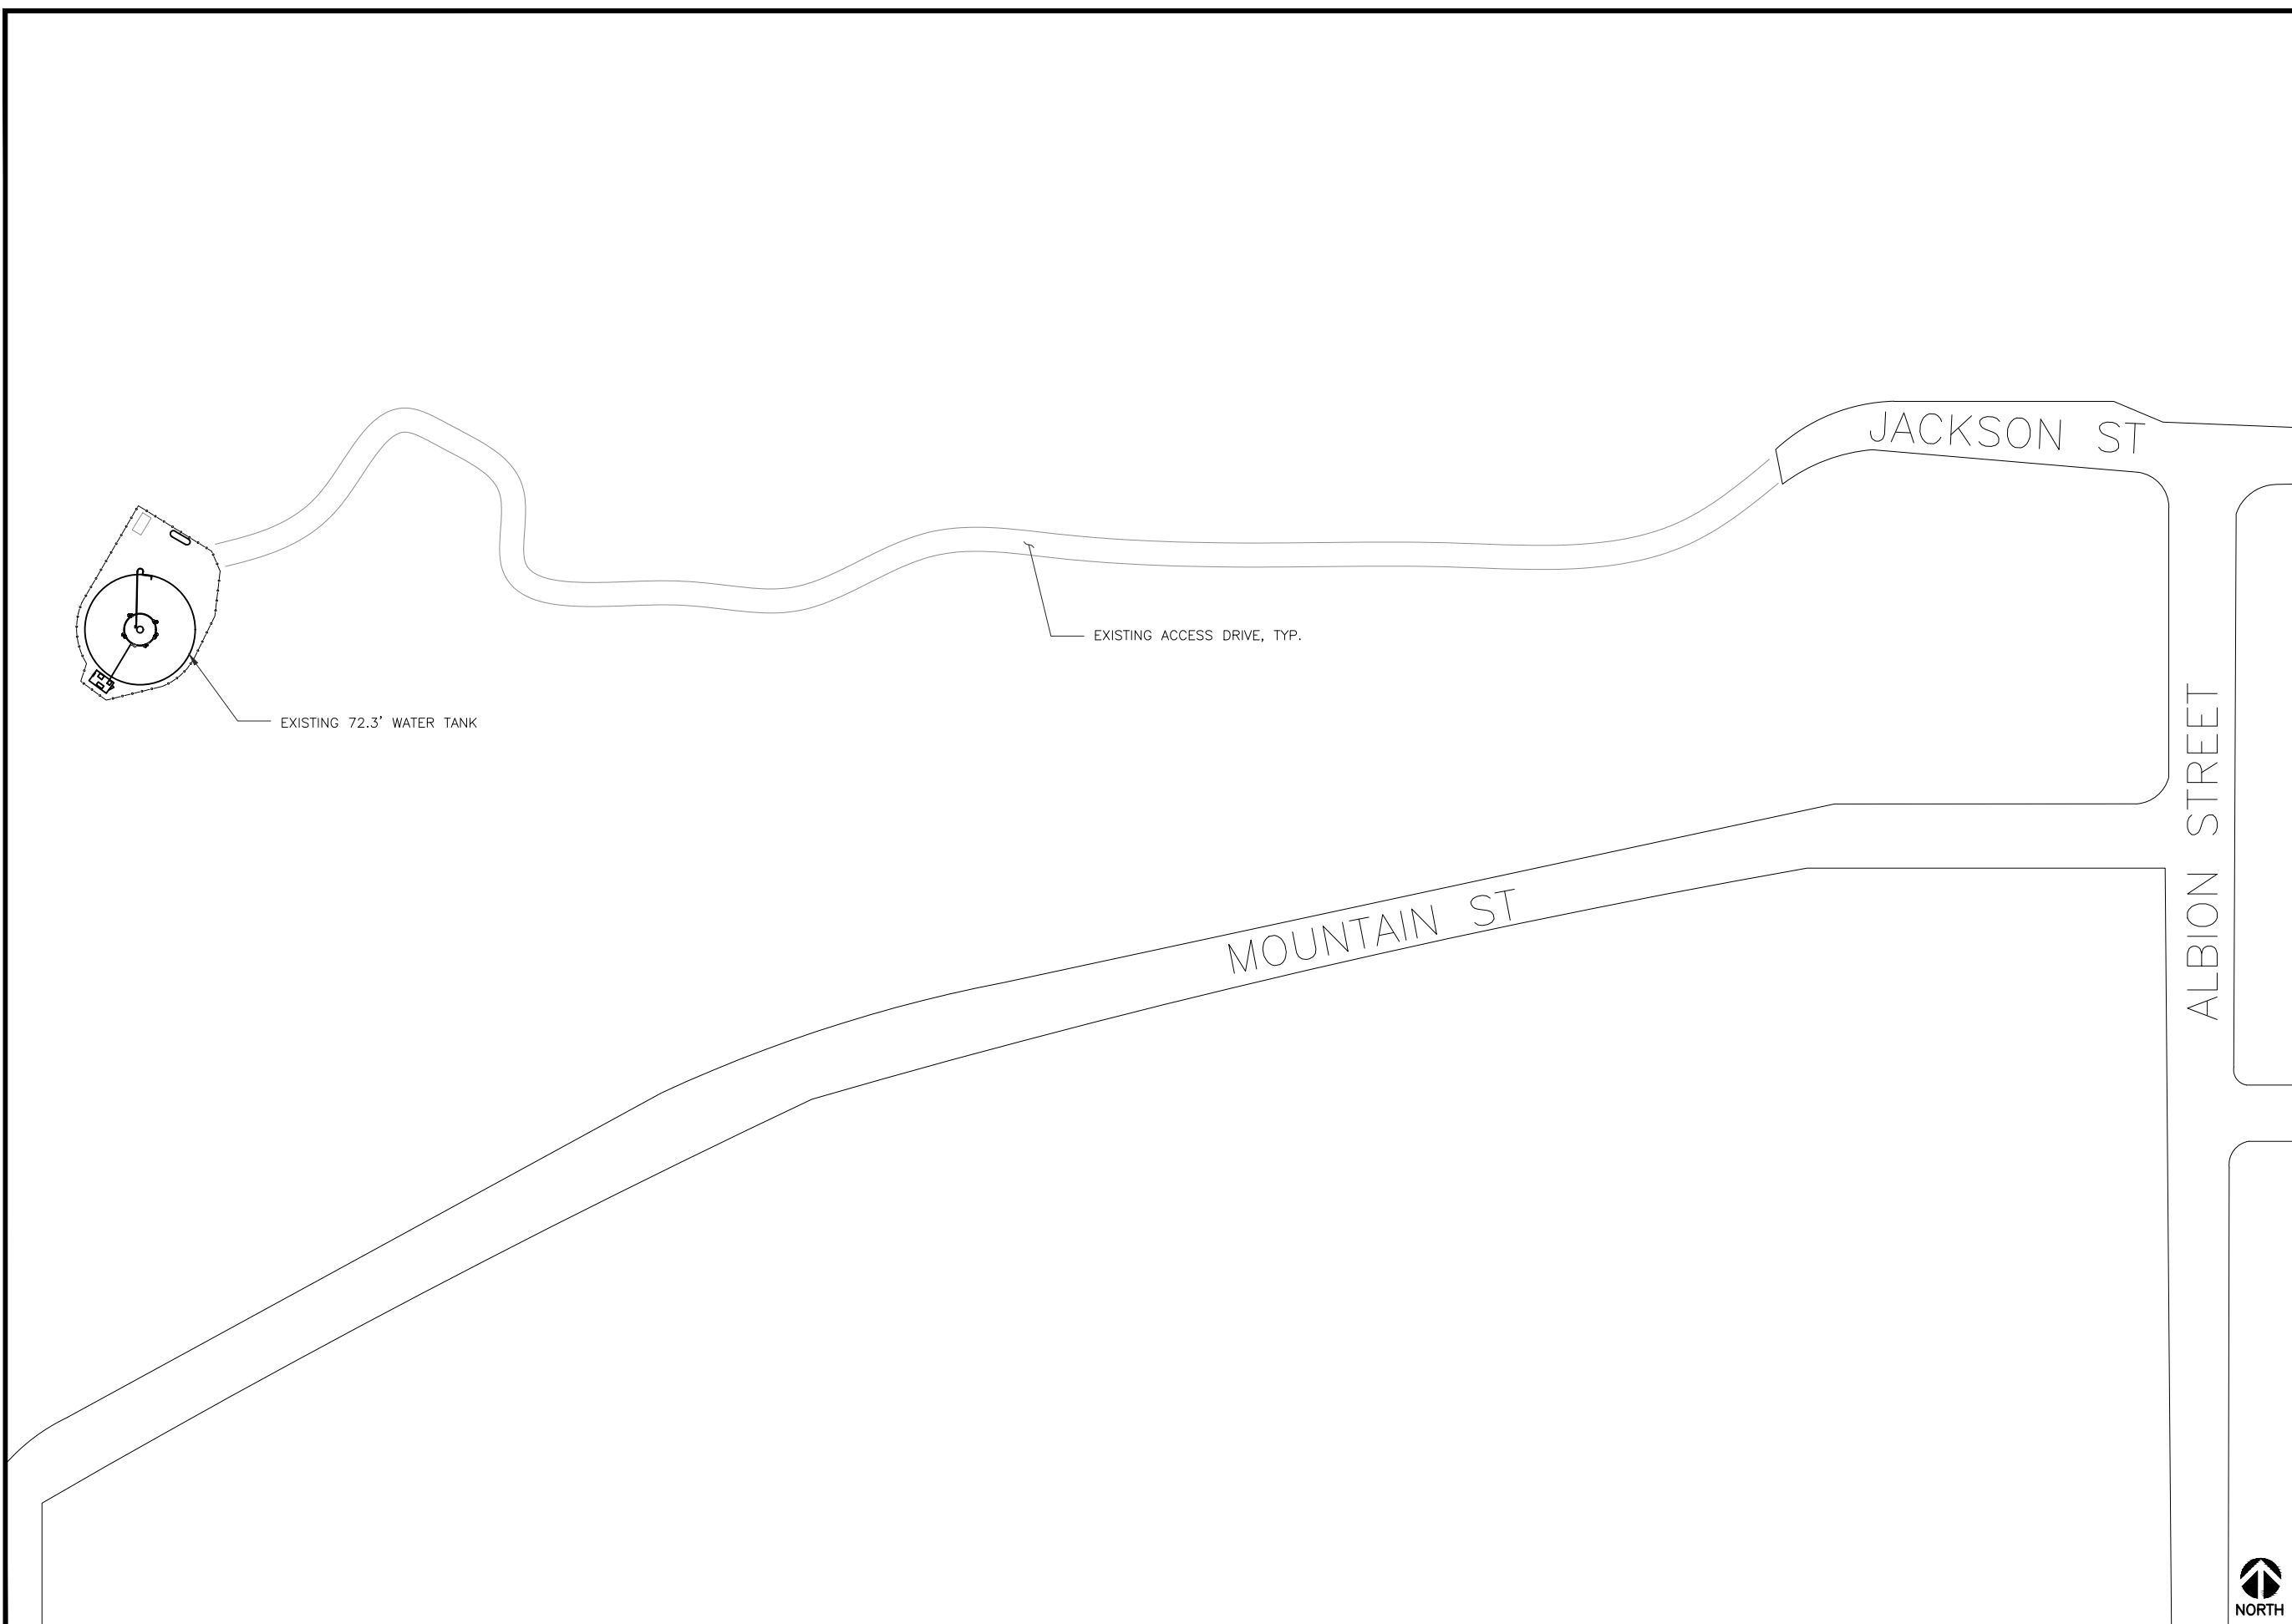 JACKSON ST
EXISTING ACCESS DRIVE, TYP.
EXISTING 72.3' WATER TANK
ALBION STREET
MOUNTAIN ST
NORTH